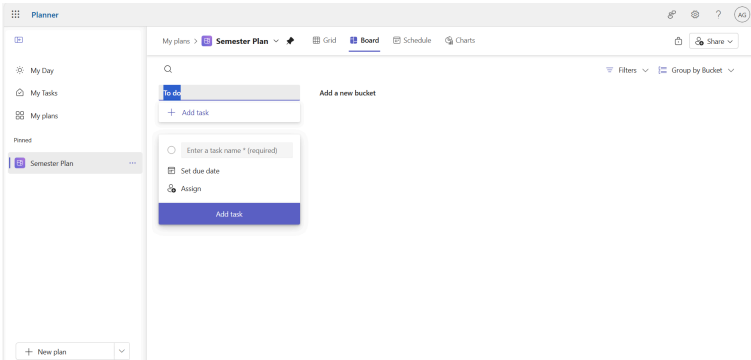 Planner
?
AG
My plans > Semester Plan
Grid
Board
Schedule
Charts
Share
My Day
My Tasks
My plans
Pinned
Semester Plan
...
Filters
Group by Bucket
To do
Add a new bucket
+ Add task
Enter a task name * (required)
Set due date
Assign
Add task
+ New plan